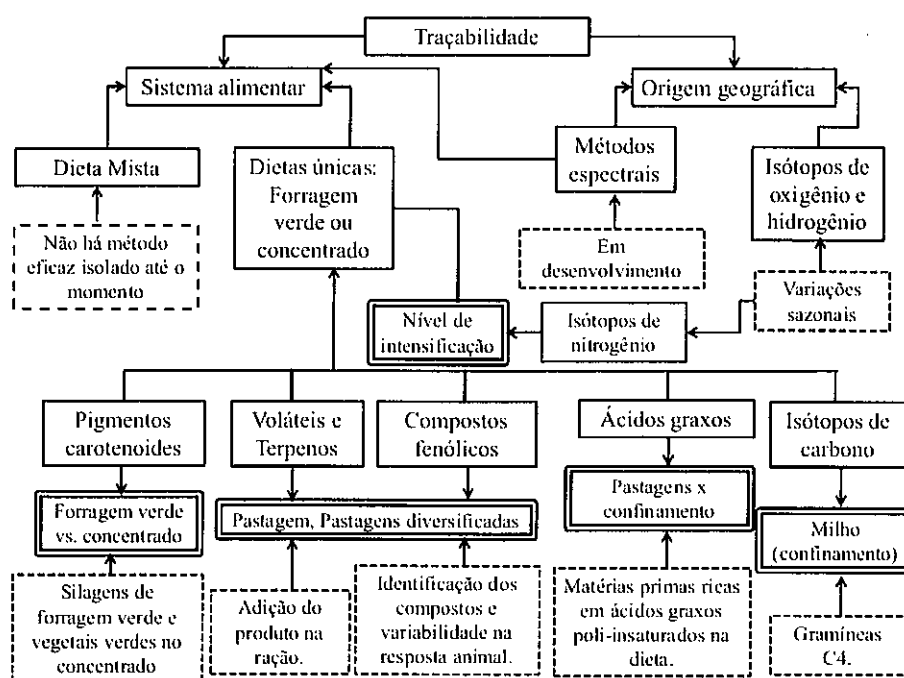 Traçabilidade
Sistema alimentar
Origem geográfica
Dieta Mista
Dietas únicas:
Forragem
verde ou
concentrado
Métodos
espectrais
Isótopos de
oxigênio e
hidrogênio
Não há método
eficaz isolado até o
momento
Em
desenvolvimento
Variações
sazonais
Nível de
intensificação
Isótopos de
nitrogênio
Pigmentos
carotenoides
Voláteis e
Terpenos
Compostos
fenólicos
Ácidos graxos
Isótopos de
carbono
Forragem verde
vs. concentrado
Pastagem, Pastagens diversificadas
Pastagens x
confinamento
Milho
(confinamento)
Silagens de
forragem verde e
vegetais verdes no
concentrado
Adição do
produto na
ração.
Identificação dos
compostos e
variabilidade na
resposta animal.
Matérias primas ricas
em ácidos graxos
poli-insaturados na
dieta.
Gramíneas
C4.